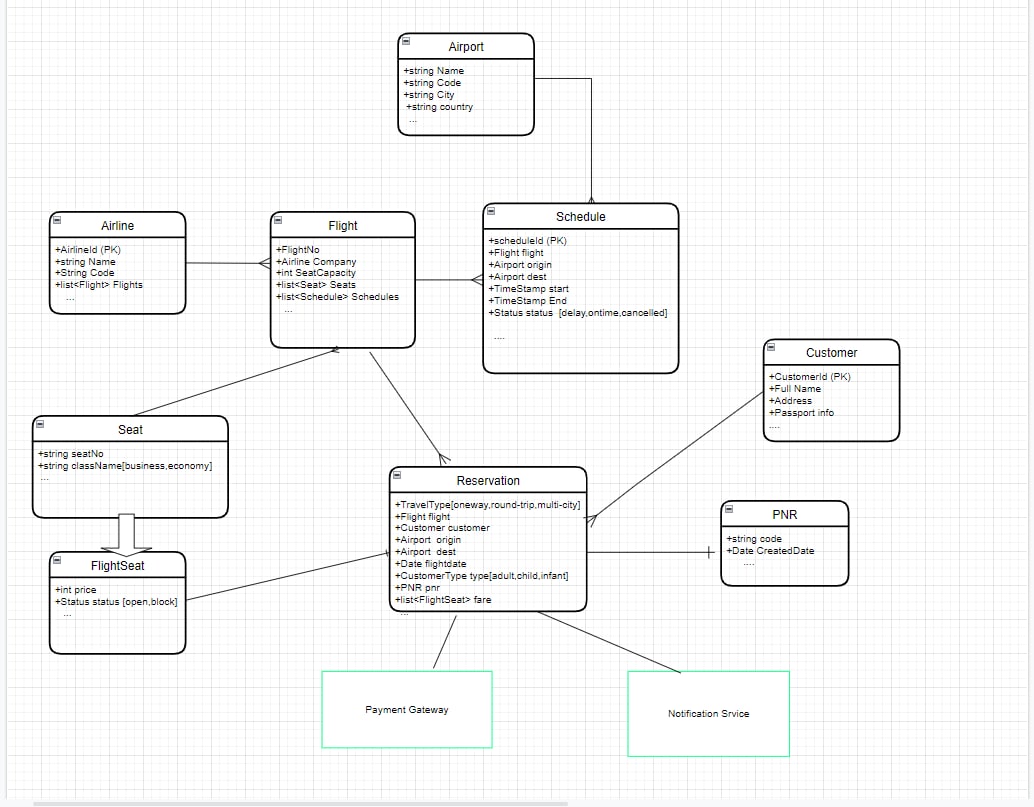 Airport
+string Name
+string Code
+string City
+string country
...
Airline
+AirlineId (PK)
+string Name
+String Code
+list<Flight> Flights
...
Flight
+FlightNo
+Airline Company
+int SeatCapacity
+list<Seat> Seats
+list<Schedule> Schedules
...
Schedule
+scheduleId (PK)
+Flight flight
+Airport origin
+Airport dest
+TimeStamp start
+TimeStamp End
+Status status [delay,ontime,cancelled]
....
Customer
+CustomerId (PK)
+Full Name
+Address
+Passport info
....
Seat
+string seatNo
+string className[business,economy]
...
Reservation
+TravelType[oneway,round-trip,multi-city]
+Flight flight
+Customer customer
+Airport origin
+Airport dest
+Date flightdate
+CustomerType type[adult,child,infant]
+PNR pnr
+list<FlightSeat> fare
...
PNR
+string code
+Date CreatedDate
....
FlightSeat
+int price
+Status status [open,block]
...
Payment Gateway
Notification Srvice